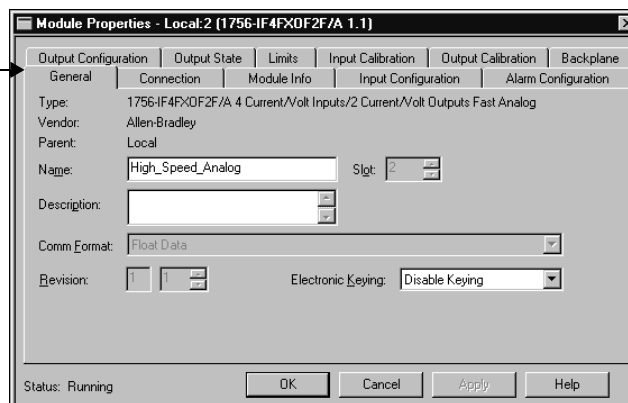 Module Properties - Local:2 (1756-IF4FXOF2F/A 1.1)
Output Configuration Output State Limits Input Calibration Output Calibration Backplane
General Connection Module Info Input Configuration Alarm Configuration
Type: 1756-IF4FXOF2F/A 4 Current/Volt Inputs/2 Current/Volt Outputs Fast Analog
Vendor: Allen-Bradley
Parent: Local
Name: High_Speed_Analog Slot: 2
Description:
Comm Format: Float Data
Revision: 1 1 Electronic Keying: Disable Keying
Status: Running OK Cancel Apply Help